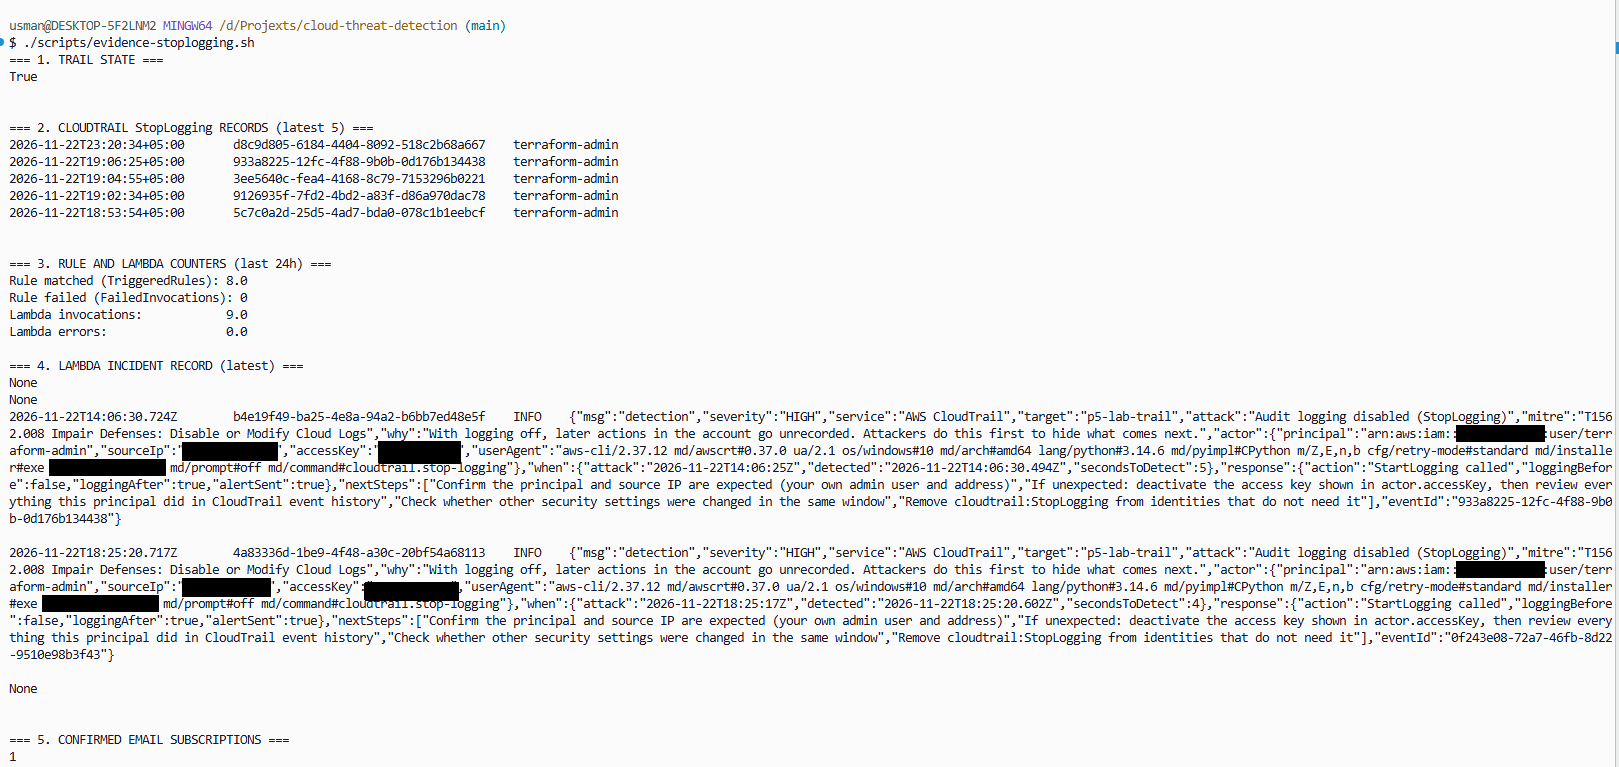 usman@DESKTOP-5F2LNM2 MINGW64 /d/Projexts/cloud-threat-detection (main)
$ ./scripts/evidence-stoplogging.sh
=== 1. TRAIL STATE ===
True
=== 2. CLOUDTRAIL StopLogging RECORDS (latest 5) ===
2026-11-22T23:20:34+05:00 d8c9d805-6184-4404-8092-518c2b68a667 terraform-admin
2026-11-22T19:06:25+05:00 933a8225-12fc-4f88-9b0b-0d176b134438 terraform-admin
2026-11-22T19:04:55+05:00 3ee5640c-fea4-4168-8c79-7153296b0221 terraform-admin
2026-11-22T19:02:34+05:00 9126935f-7fd2-4bd2-a83f-d86a970dac78 terraform-admin
2026-11-22T18:53:54+05:00 5c7c0a2d-25d5-4ad7-bda0-078c1b1eebcf terraform-admin
=== 3. RULE AND LAMBDA COUNTERS (last 24h) ===
Rule matched (TriggeredRules): 8.0
Rule failed (FailedInvocations): 0
Lambda invocations: 9.0
Lambda errors: 0.0
=== 4. LAMBDA INCIDENT RECORD (latest) ===
None
None
2026-11-22T14:06:30.724Z b4e19f49-ba25-4e8a-94a2-b6bb7ed48e5f INFO {"msg":"detection","severity":"HIGH","service":"AWS CloudTrail","target":"p5-lab-trail","attack":"Audit logging disabled (StopLogging)","mitre":"T156
2.008 Impair Defenses: Disable or Modify Cloud Logs","why":"With logging off, later actions in the account go unrecorded. Attackers do this first to hide what comes next.","actor":{"principal":"arn:aws:iam:: :user/terr
aform-admin","sourceIp":" ","accessKey":" ","userAgent":"aws-cli/2.37.12 md/awscrt#0.37.0 ua/2.1 os/windows#10 md/arch#amd64 lang/python#3.14.6 md/pyimpl#CPython m/Z,E,n,b cfg/retry-mode#standard md/installe
r#exe md/prompt#off md/command#cloudtrail.stop-logging"},"when":{"attack":"2026-11-22T14:06:25Z","detected":"2026-11-22T14:06:30.494Z","secondsToDetect":5},"response":{"action":"StartLogging called","loggingBefor
e":false,"loggingAfter":true,"alertSent":true},"nextSteps":["Confirm the principal and source IP are expected (your own admin user and address)","If unexpected: deactivate the access key shown in actor.accessKey, then review ever
ything this principal did in CloudTrail event history","Check whether other security settings were changed in the same window","Remove cloudtrail:StopLogging from identities that do not need it"],"eventId":"933a8225-12fc-4f88-9b0
b-0d176b134438"}
2026-11-22T18:25:20.717Z 4a83336d-1be9-4f48-a30c-20bf54a68113 INFO {"msg":"detection","severity":"HIGH","service":"AWS CloudTrail","target":"p5-lab-trail","attack":"Audit logging disabled (StopLogging)","mitre":"T156
2.008 Impair Defenses: Disable or Modify Cloud Logs","why":"With logging off, later actions in the account go unrecorded. Attackers do this first to hide what comes next.","actor":{"principal":"arn:aws:iam:: :user/terr
aform-admin","sourceIp":" ","accessKey": ","userAgent":"aws-cli/2.37.12 md/awscrt#0.37.0 ua/2.1 os/windows#10 md/arch#amd64 lang/python#3.14.6 md/pyimpl#CPython m/Z,E,n,b cfg/retry-mode#standard md/installer
#exe md/prompt#off md/command#cloudtrail.stop-logging"},"when":{"attack":"2026-11-22T18:25:17Z","detected":"2026-11-22T18:25:20.602Z","secondsToDetect":4},"response":{"action":"StartLogging called","loggingBefore
":false,"loggingAfter":true,"alertSent":true},"nextSteps":["Confirm the principal and source IP are expected (your own admin user and address)","If unexpected: deactivate the access key shown in actor.accessKey, then review every
thing this principal did in CloudTrail event history","Check whether other security settings were changed in the same window","Remove cloudtrail:StopLogging from identities that do not need it"],"eventId":"0f243e08-72a7-46fb-8d22
-9510e98b3f43"}
None
=== 5. CONFIRMED EMAIL SUBSCRIPTIONS ===
1